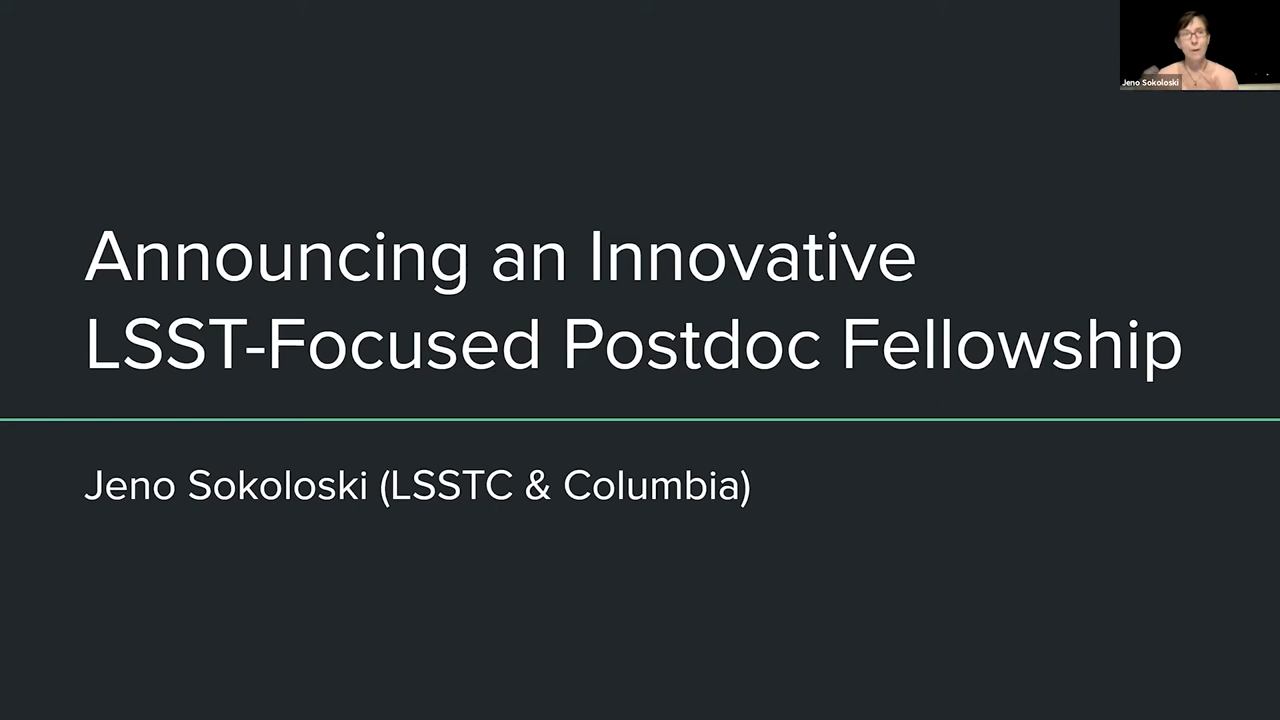 Jeno Sokoloski
Announcing an Innovative
LSST-Focused Postdoc Fellowship
Jeno Sokoloski (LSSTC & Columbia)